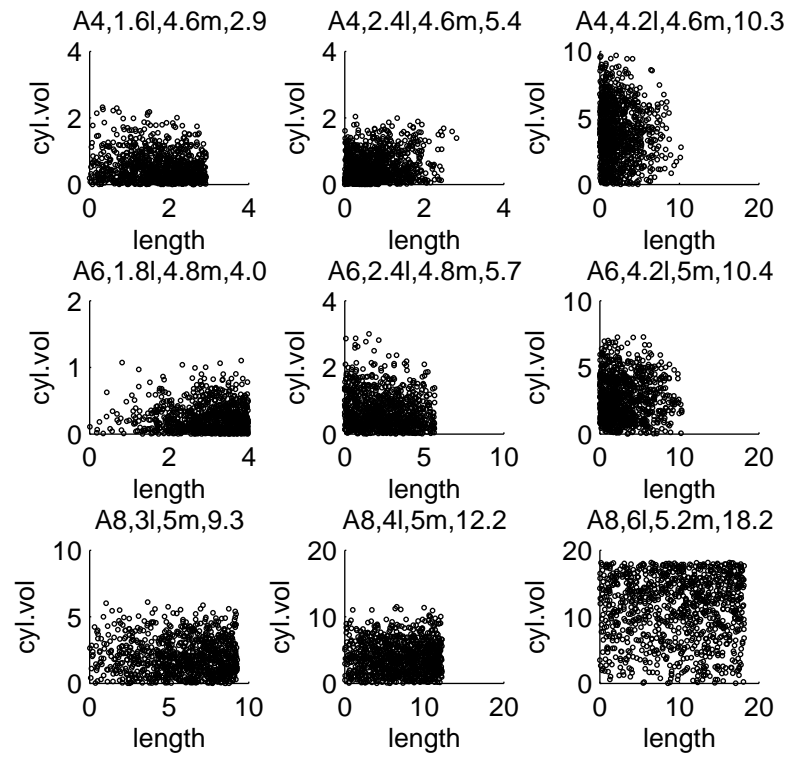 A4,1.6l,4.6m,2.9
4
2
0
cyl.vol
0 2 4
length
A4,2.4l,4.6m,5.4
4
2
0
cyl.vol
0 2 4
length
A4,4.2l,4.6m,10.3
10
5
0
cyl.vol
0 10 20
length
A6,1.8l,4.8m,4.0
2
1
0
cyl.vol
0 2 4
length
A6,2.4l,4.8m,5.7
4
2
0
cyl.vol
0 5 10
length
A6,4.2l,5m,10.4
10
5
0
cyl.vol
0 10 20
length
A8,3l,5m,9.3
10
5
0
cyl.vol
0 5 10
length
A8,4l,5m,12.2
20
10
0
cyl.vol
0 10 20
length
A8,6l,5.2m,18.2
20
10
0
cyl.vol
0 10 20
length